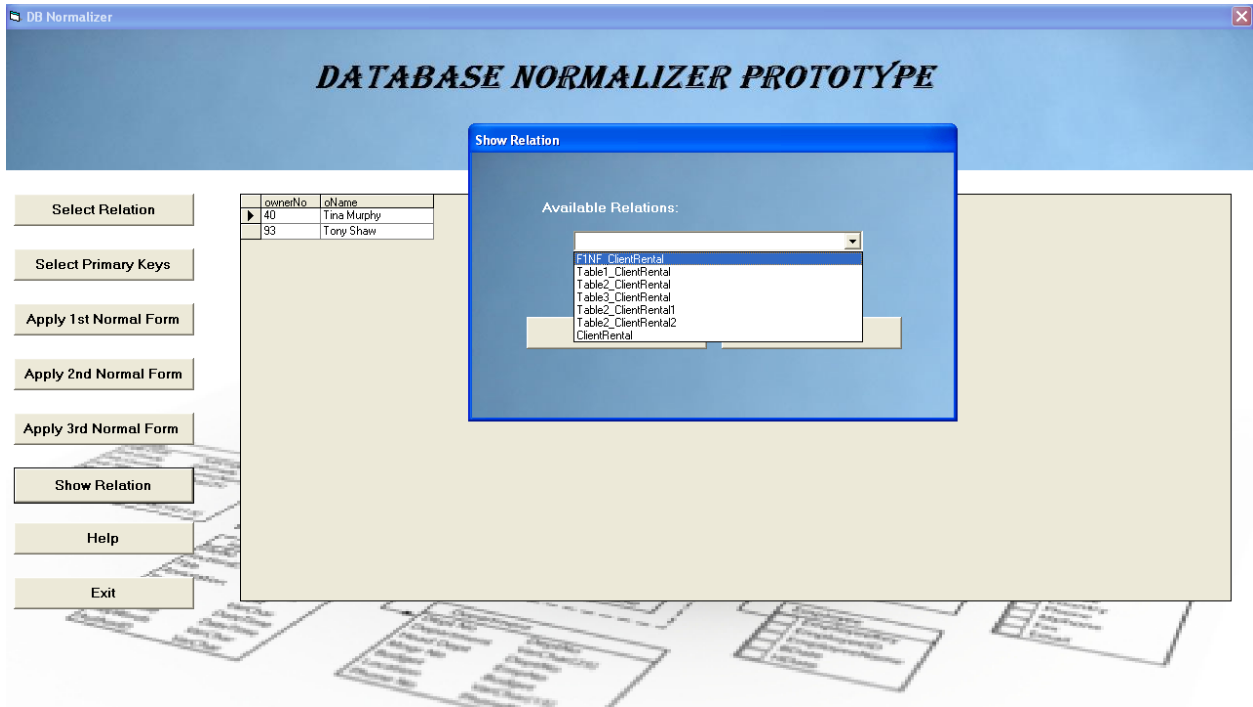 DB Normalizer
DATABASE NORMALIZER PROTOTYPE
Show Relation
Available Relations:
F1NF_ClientRental
Table1_ClientRental
Table2_ClientRental
Table3_ClientRental
Table2_ClientRental1
Table2_ClientRental2
ClientRental
ownerNo oName
40 Tina Murphy
93 Tony Shaw
Select Relation
Select Primary Keys
Apply 1st Normal Form
Apply 2nd Normal Form
Apply 3rd Normal Form
Show Relation
Help
Exit